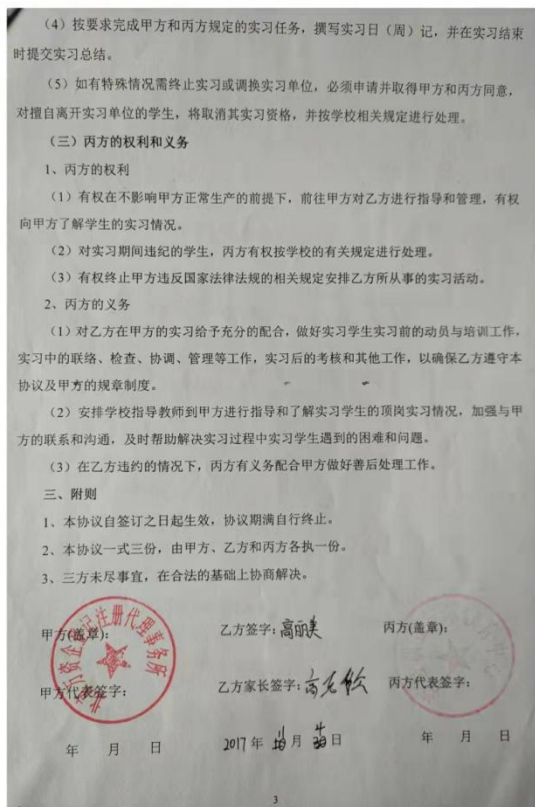 （4）按要求完成甲方和丙方规定的实习任务，撰写实习日（周）记，并在实习结束
时提交实习总结。
（5）如有特殊情况需终止实习或调换实习单位，必须申请并取得甲方和丙方同意，
对擅自离开实习单位的学生，将取消其实习资格，并按学校相关规定进行处理。
（三）丙方的权利和义务
1、丙方的权利
（1）有权在不影响甲方正常生产的前提下，前往甲方对乙方进行指导和管理，有权
向甲方了解学生的实习情况。
（2）对实习期间违纪的学生，丙方有权按学校的有关规定进行处理。
（3）有权终止甲方违反国家法律法规的相关规定安排乙方所从事的实习活动。
2、丙方的义务
（1）对乙方在甲方的实习给予充分的配合，做好实习学生实习前的动员与培训工作，
实习中的联络、检查、协调、管理等工作，实习后的考核和其他工作，以确保乙方遵守本
协议及甲方的规章制度。
（2）安排学校指导教师到甲方进行指导和了解实习学生的顶岗实习情况，加强与甲
方的联系和沟通，及时帮助解决实习过程中实习学生遇到的困难和问题。
（3）在乙方违约的情况下，丙方有义务配合甲方做好善后处理工作。
三、附则
1、本协议自签订之日起生效，协议期满自行终止。
2、本协议一式三份，由甲方、乙方和丙方各执一份。
3、三方未尽事宜，在合法的基础上协商解决。
甲方(盖章)： 乙方签字：高丽美 丙方(盖章)：
资企登记注册代理事务所
甲方代表签字： 乙方家长签字：高 丙方代表签字：
年 月 日 2017年 月 日 年 月 日
3